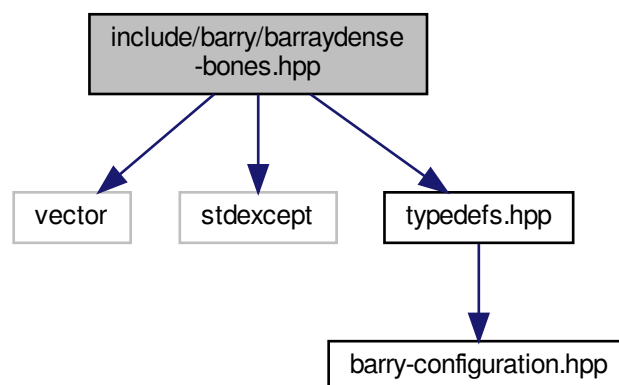 include/barry/barraydense
-bones.hpp
vector
stdexcept
typedefs.hpp
barry-configuration.hpp